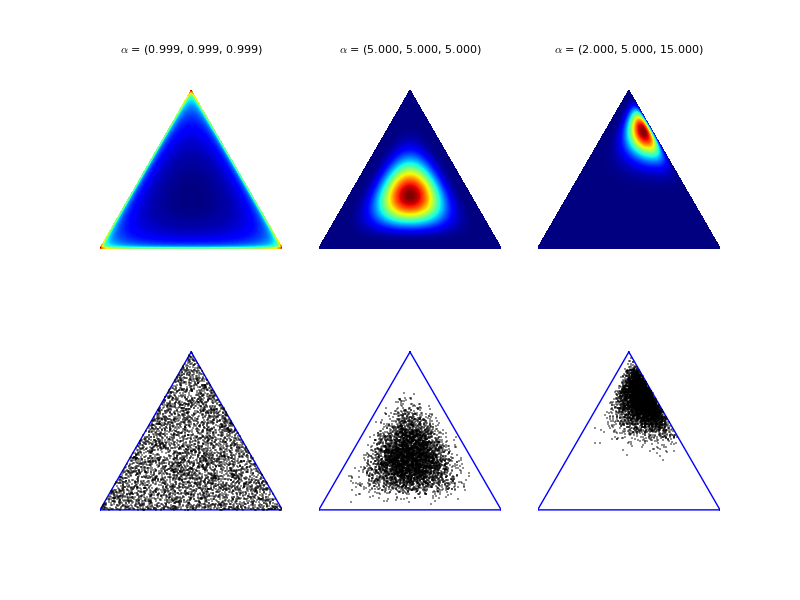 α = (0.999, 0.999, 0.999)
α = (5.000, 5.000, 5.000)
α = (2.000, 5.000, 15.000)